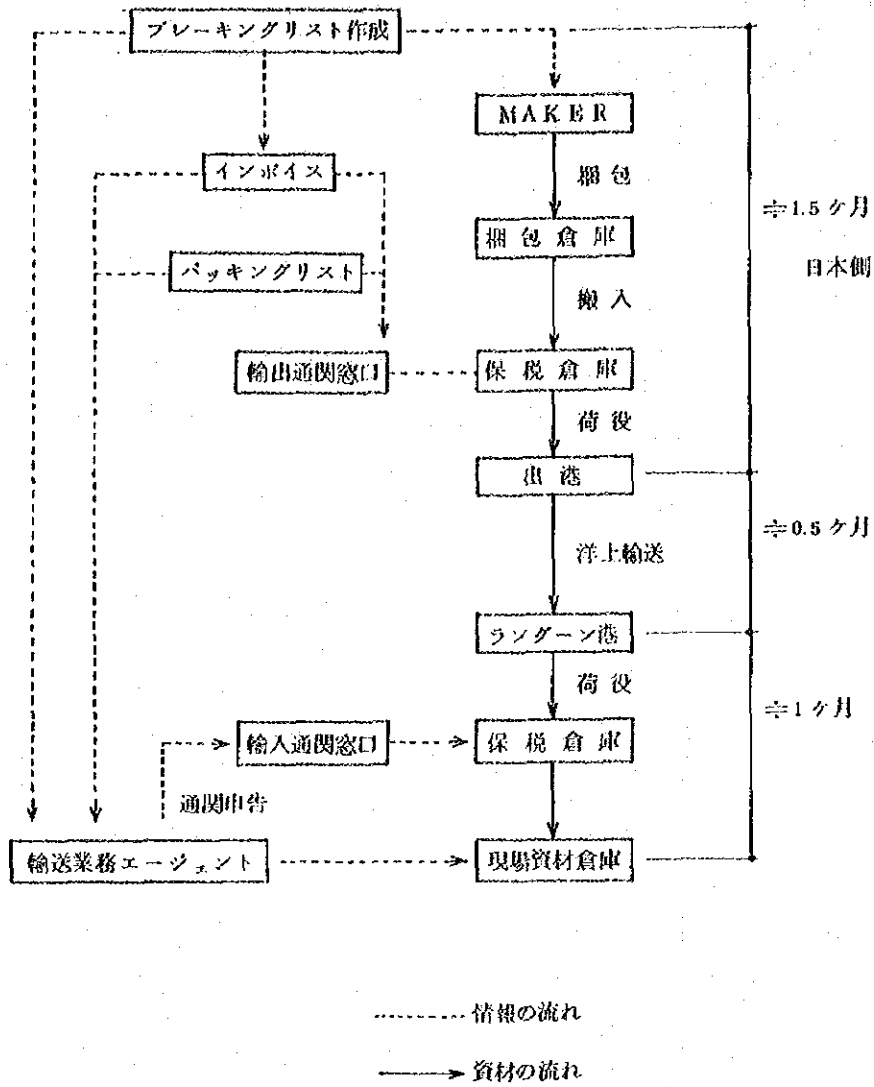 ブレーキングリスト作成
MAKER
梱包
インボイス
≑1.5ヶ月
梱包倉庫
日本側
パッキングリスト
搬入
輸出通関窓口
保税倉庫
荷役
出港
≑0.5ヶ月
洋上輸送
ラングーン港
荷役
≑1ヶ月
輸入通関窓口
保税倉庫
通関申告
輸送業務エージェント
現場資材倉庫
情報の流れ
資材の流れ